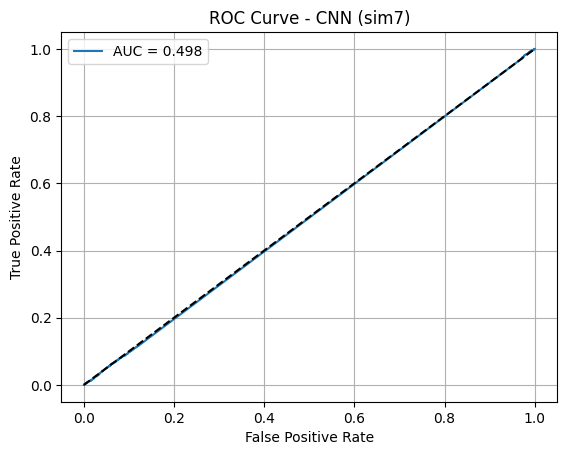 ROC Curve - CNN (sim7)
AUC = 0.498
True Positive Rate
1.0
0.8
0.6
0.4
0.2
0.0
0.0 0.2 0.4 0.6 0.8 1.0
False Positive Rate